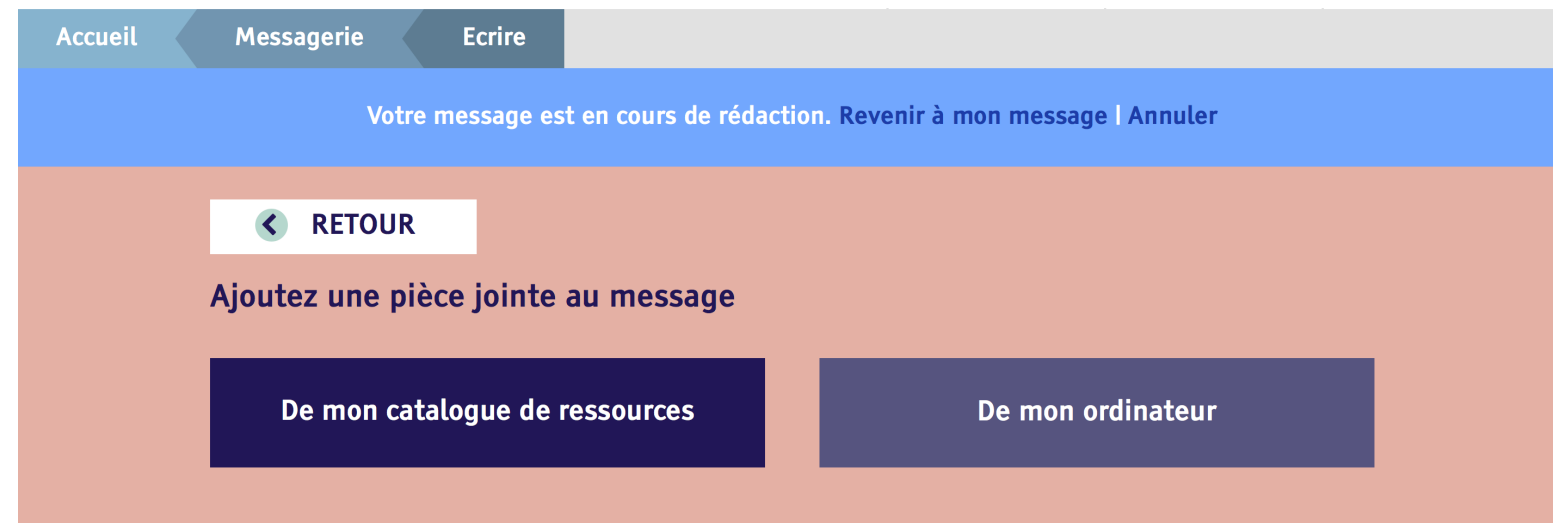 Accueil Messagerie Ecrire
Votre message est en cours de rédaction. Revenir à mon message | Annuler
RETOUR
Ajoutez une pièce jointe au message
De mon catalogue de ressources
De mon ordinateur